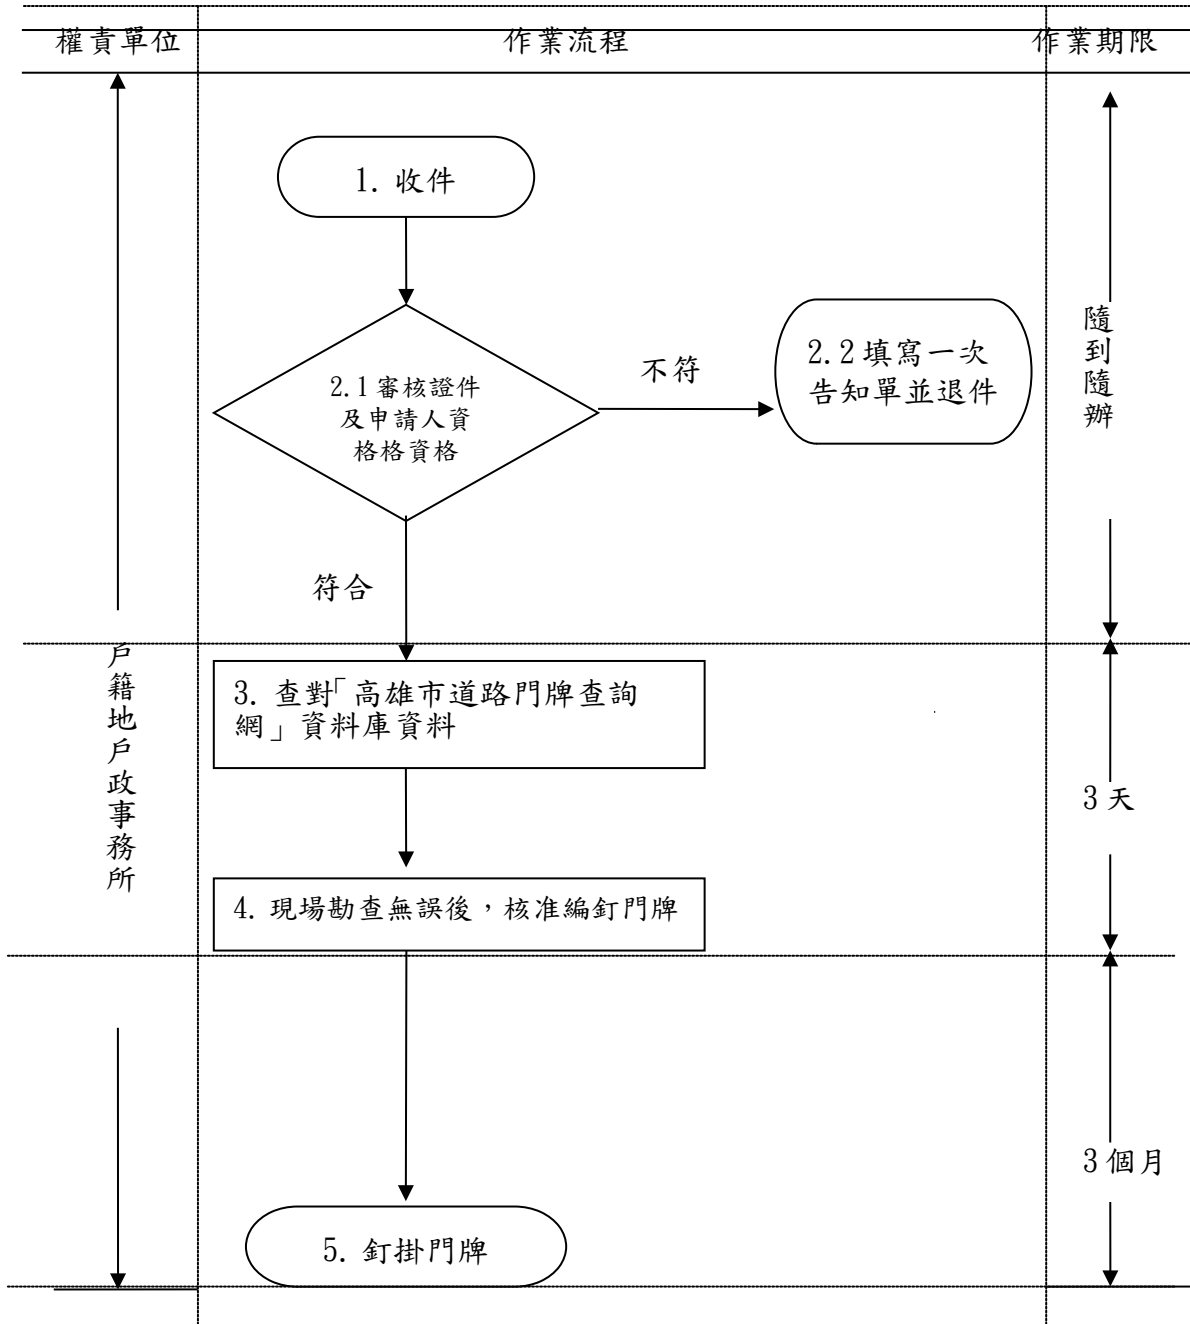 權責單位
作業流程
作業期限
1. 收件
2.1審核證件
及申請人資
格格資格
不符
2.2填寫一次
告知單並退件
符合
隨到隨辦
戶籍地戶政事務所
3. 查對「高雄市道路門牌查詢
網」資料庫資料
3天
4. 現場勘查無誤後，核准編釘門牌
3個月
5. 釘掛門牌